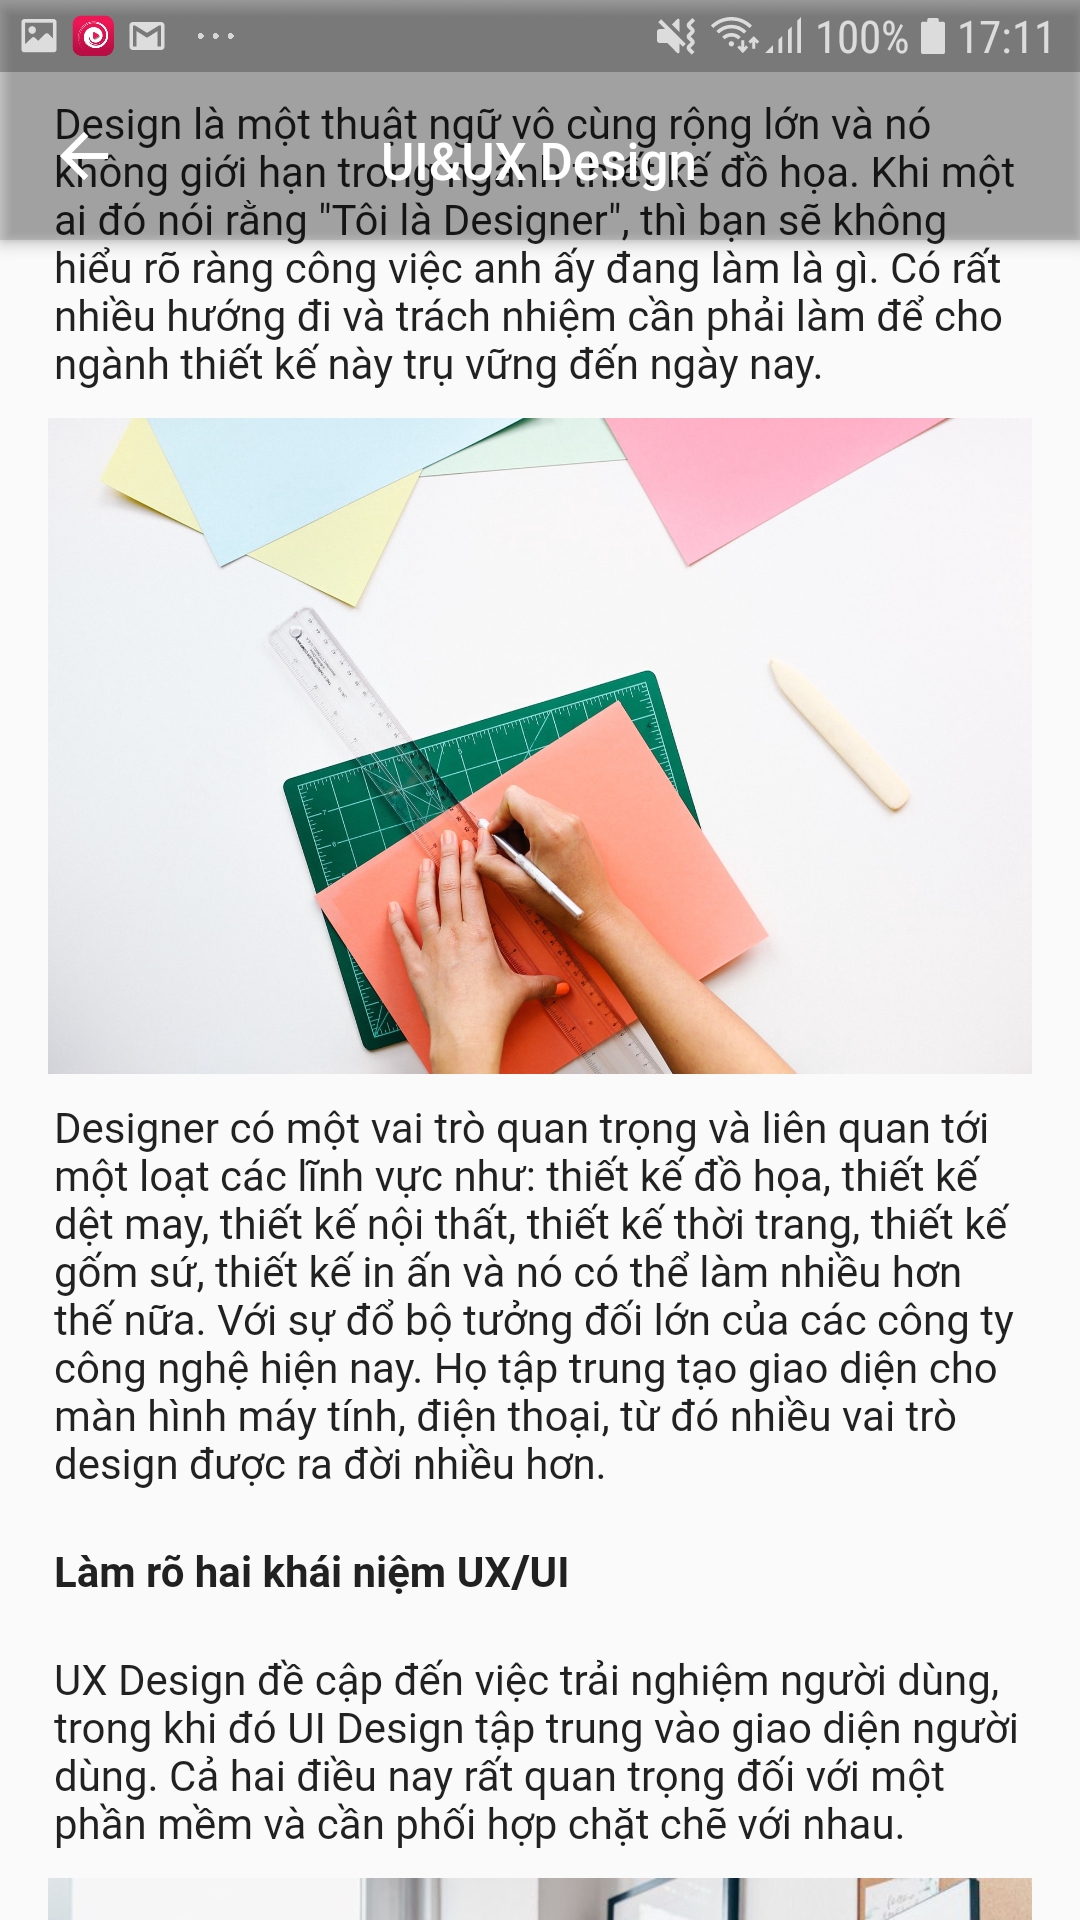 100% 17:11
Design là một thuật ngữ vô cùng rộng lớn và nó
UI&UX Design
không giới hạn trong ngành thiết kế đồ họa. Khi một
ai đó nói rằng "Tôi là Designer", thì bạn sẽ không
hiểu rõ ràng công việc anh ấy đang làm là gì. Có rất
nhiều hướng đi và trách nhiệm cần phải làm để cho
ngành thiết kế này trụ vững đến ngày nay.
Designer có một vai trò quan trọng và liên quan tới
một loạt các lĩnh vực như: thiết kế đồ họa, thiết kế
dệt may, thiết kế nội thất, thiết kế thời trang, thiết kế
gốm sứ, thiết kế in ấn và nó có thể làm nhiều hơn
thế nữa. Với sự đổ bộ tưởng đối lớn của các công ty
công nghệ hiện nay. Họ tập trung tạo giao diện cho
màn hình máy tính, điện thoại, từ đó nhiều vai trò
design được ra đời nhiều hơn.
Làm rõ hai khái niệm UX/UI
UX Design đề cập đến việc trải nghiệm người dùng,
trong khi đó UI Design tập trung vào giao diện người
dùng. Cả hai điều nay rất quan trọng đối với một
phần mềm và cần phối hợp chặt chẽ với nhau.